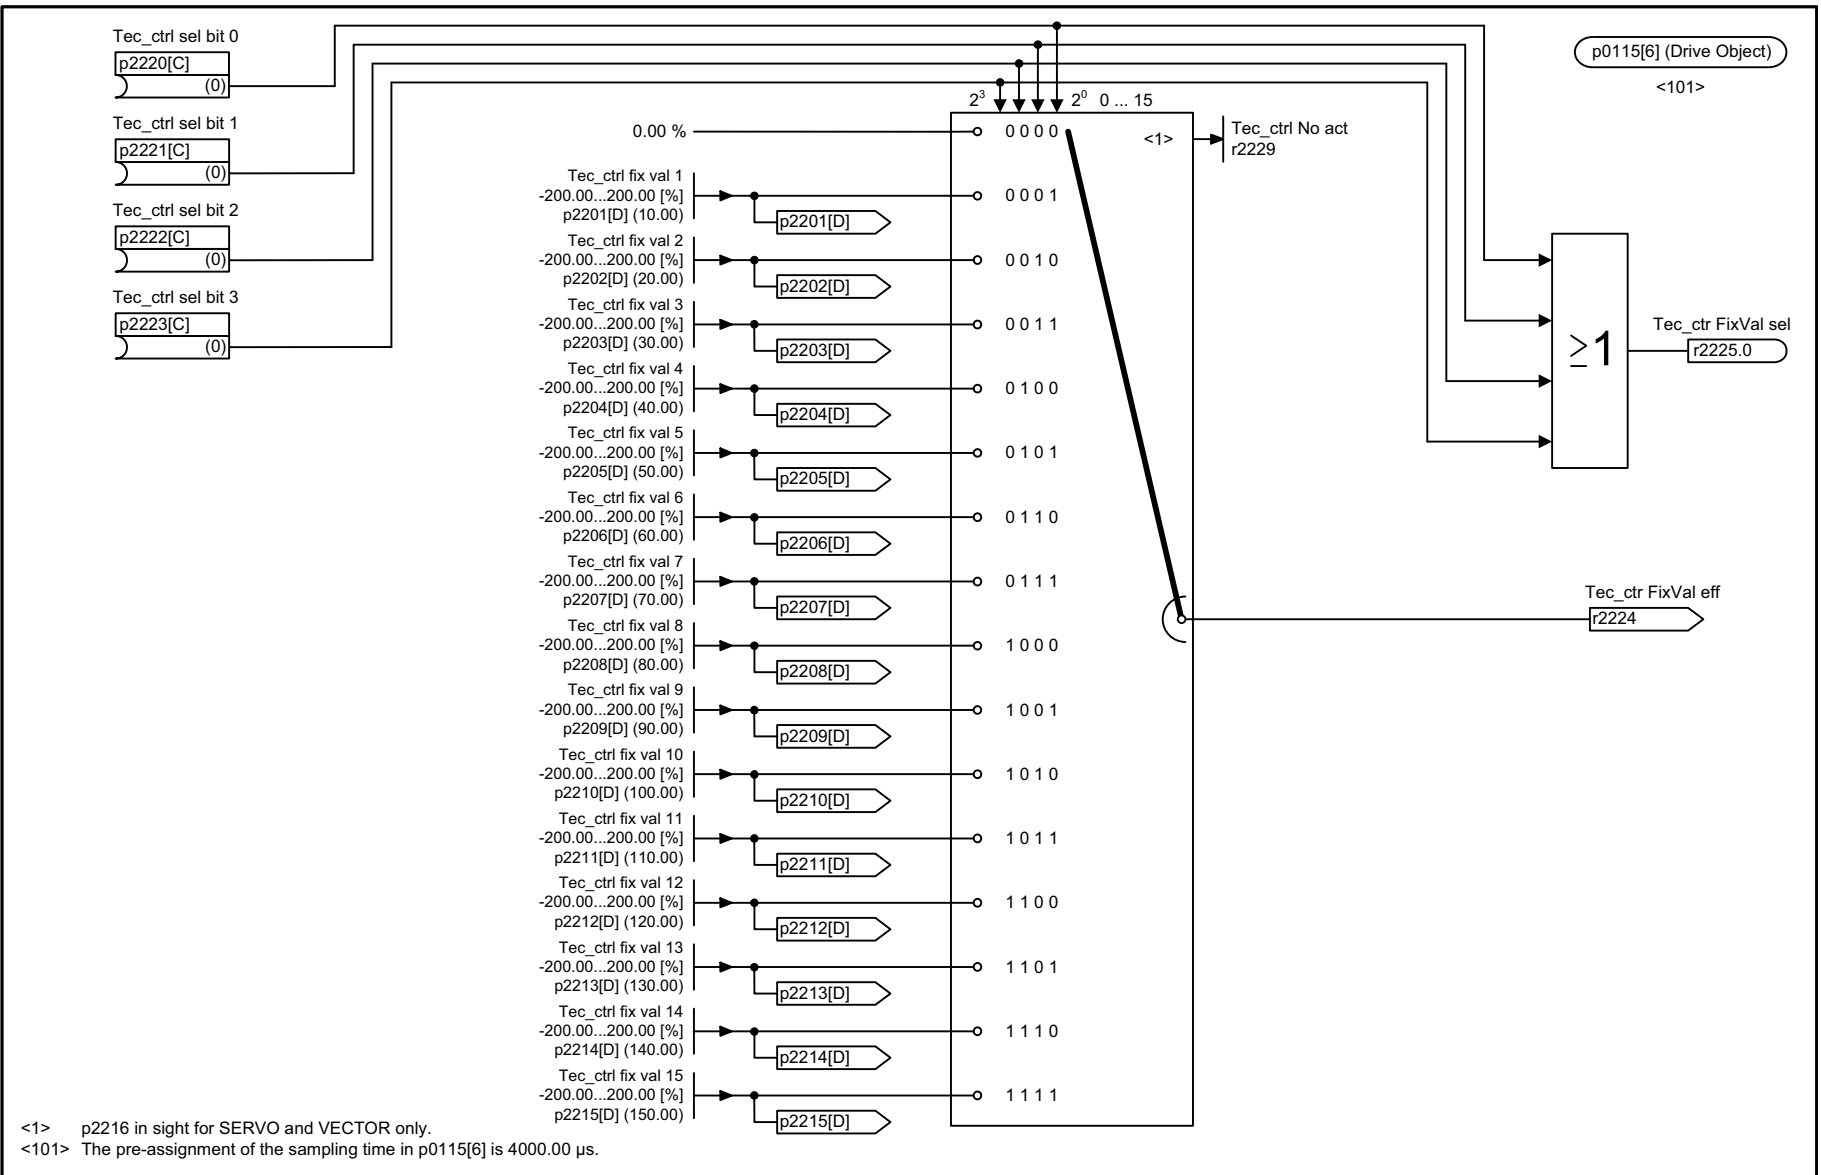 Tec_ctrl sel bit 0
p2220[C]
(0)
Tec_ctrl sel bit 1
p2221[C]
(0)
Tec_ctrl sel bit 2
p2222[C]
(0)
Tec_ctrl sel bit 3
p2223[C]
(0)
p0115[6] (Drive Object)
<101>
2³ 2⁰ 0 ... 15
0.00 % 0 0 0 0 <1>
Tec_ctrl No act
r2229
Tec_ctrl fix val 1
-200.00...200.00 [%] 0 0 0 1
p2201[D] (10.00) p2201[D]
Tec_ctrl fix val 2
-200.00...200.00 [%] 0 0 1 0
p2202[D] (20.00) p2202[D]
Tec_ctrl fix val 3
-200.00...200.00 [%] 0 0 1 1
p2203[D] (30.00) p2203[D]
Tec_ctrl fix val 4
-200.00...200.00 [%] 0 1 0 0
p2204[D] (40.00) p2204[D]
Tec_ctrl fix val 5
-200.00...200.00 [%] 0 1 0 1
p2205[D] (50.00) p2205[D]
Tec_ctrl fix val 6
-200.00...200.00 [%] 0 1 1 0
p2206[D] (60.00) p2206[D]
Tec_ctrl fix val 7
-200.00...200.00 [%] 0 1 1 1
p2207[D] (70.00) p2207[D]
Tec_ctrl fix val 8
-200.00...200.00 [%] 1 0 0 0
p2208[D] (80.00) p2208[D]
Tec_ctrl fix val 9
-200.00...200.00 [%] 1 0 0 1
p2209[D] (90.00) p2209[D]
Tec_ctrl fix val 10
-200.00...200.00 [%] 1 0 1 0
p2210[D] (100.00) p2210[D]
Tec_ctrl fix val 11
-200.00...200.00 [%] 1 0 1 1
p2211[D] (110.00) p2211[D]
Tec_ctrl fix val 12
-200.00...200.00 [%] 1 1 0 0
p2212[D] (120.00) p2212[D]
Tec_ctrl fix val 13
-200.00...200.00 [%] 1 1 0 1
p2213[D] (130.00) p2213[D]
Tec_ctrl fix val 14
-200.00...200.00 [%] 1 1 1 0
p2214[D] (140.00) p2214[D]
Tec_ctrl fix val 15
-200.00...200.00 [%] 1 1 1 1
p2215[D] (150.00) p2215[D]
≥1
Tec_ctr FixVal sel
r2225.0
Tec_ctr FixVal eff
r2224
<1> p2216 in sight for SERVO and VECTOR only.
<101> The pre-assignment of the sampling time in p0115[6] is 4000.00 µs.